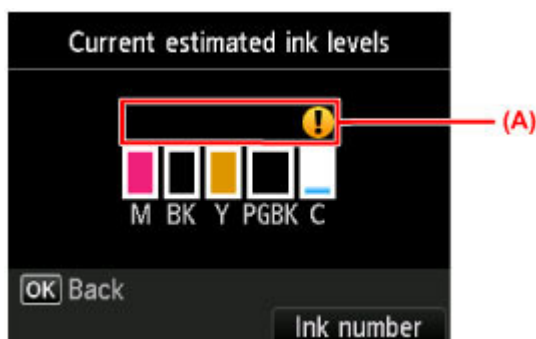 Current estimated ink levels
(A)
M BK Y PGBK C
OK Back
Ink number